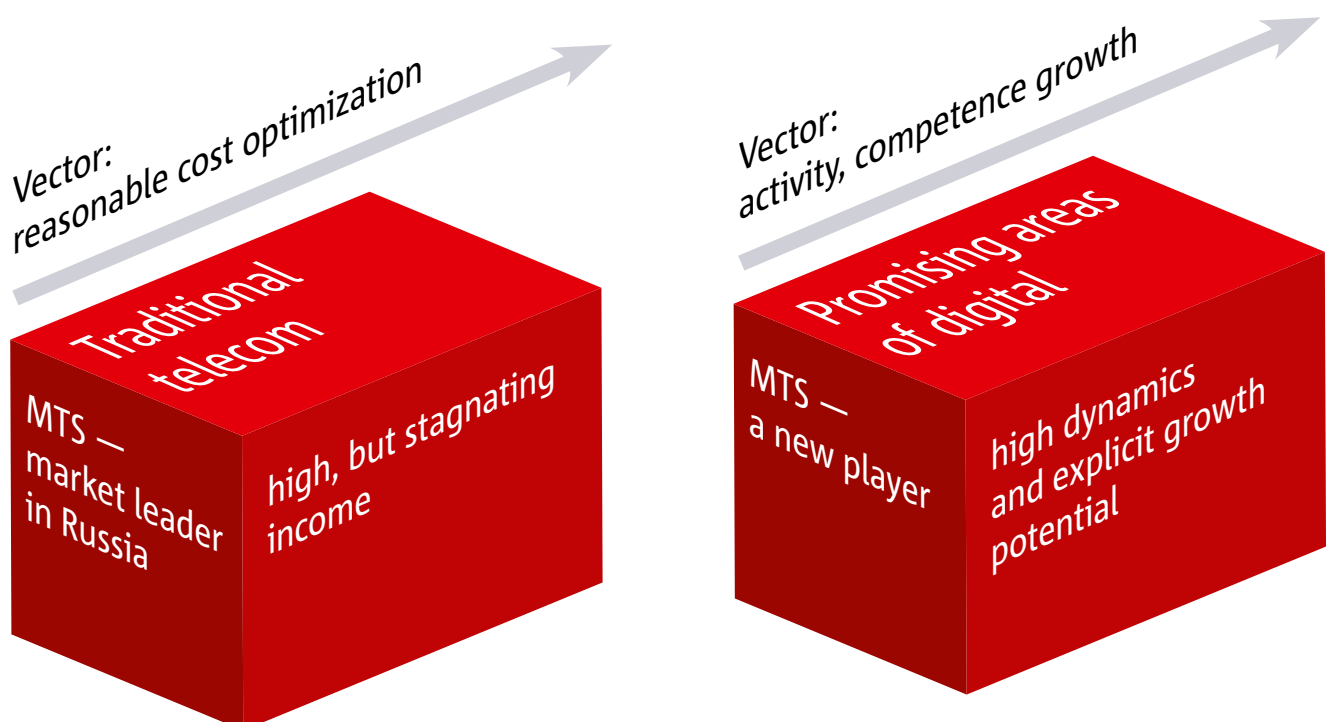 Vector:
reasonable cost optimization
Traditional
telecom
MTS —
market leader
in Russia
high, but stagnating
income
Vector:
activity, competence growth
Promising areas
of digital
MTS —
a new player
high dynamics
and explicit growth
potential